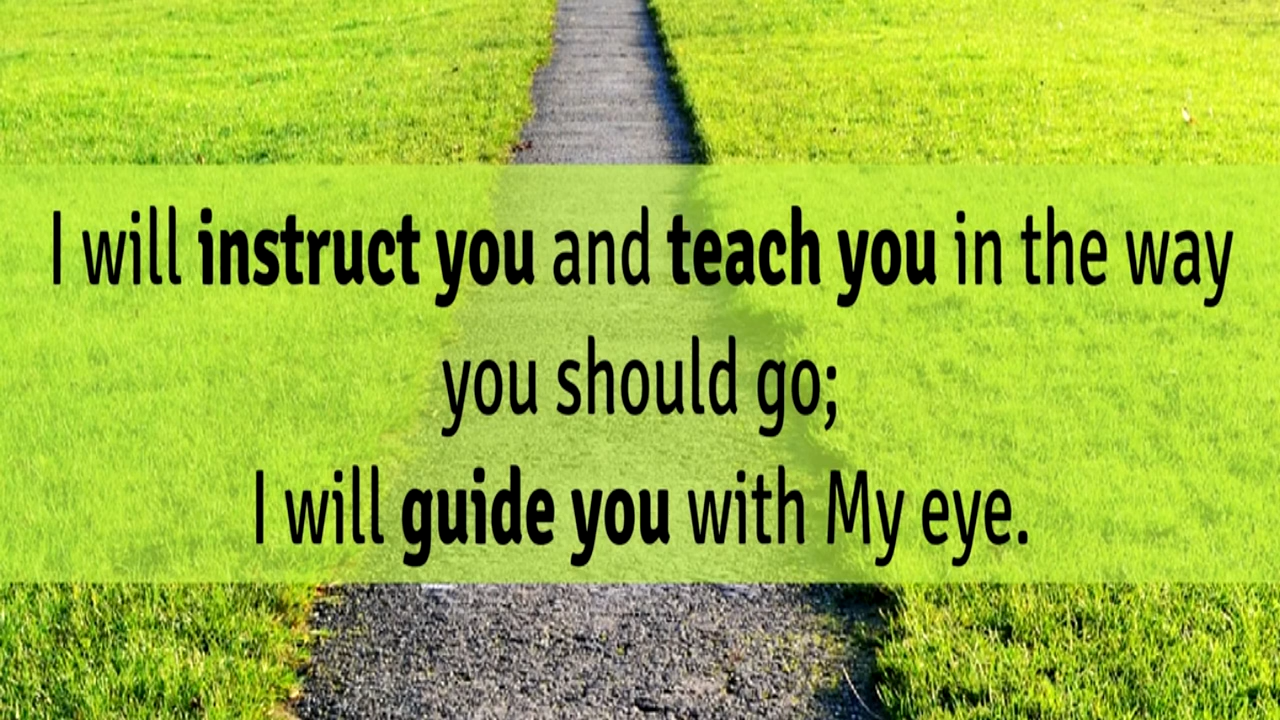 I will instruct you and teach you in the way
you should go;
I will guide you with My eye.